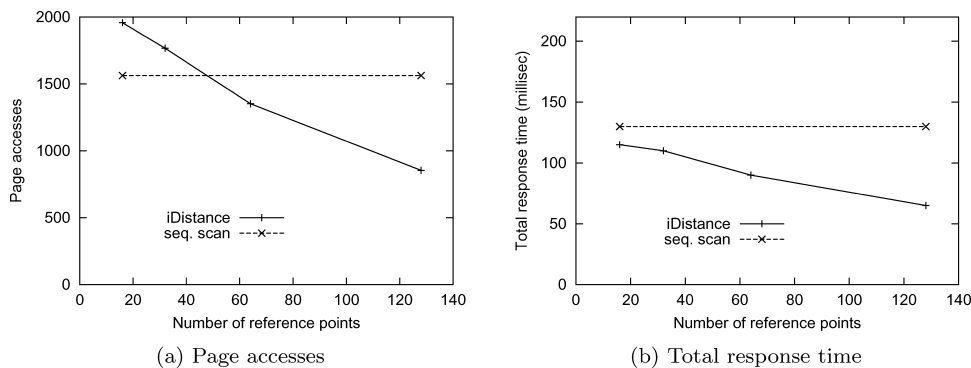 2000
1500
1000
500
0
Page accesses
iDistance
seq. scan
0 20 40 60 80 100 120 140
Number of reference points
(a) Page accesses
200
150
100
50
0
Total response time (millisec)
iDistance
seq. scan
0 20 40 60 80 100 120 140
Number of reference points
(b) Total response time